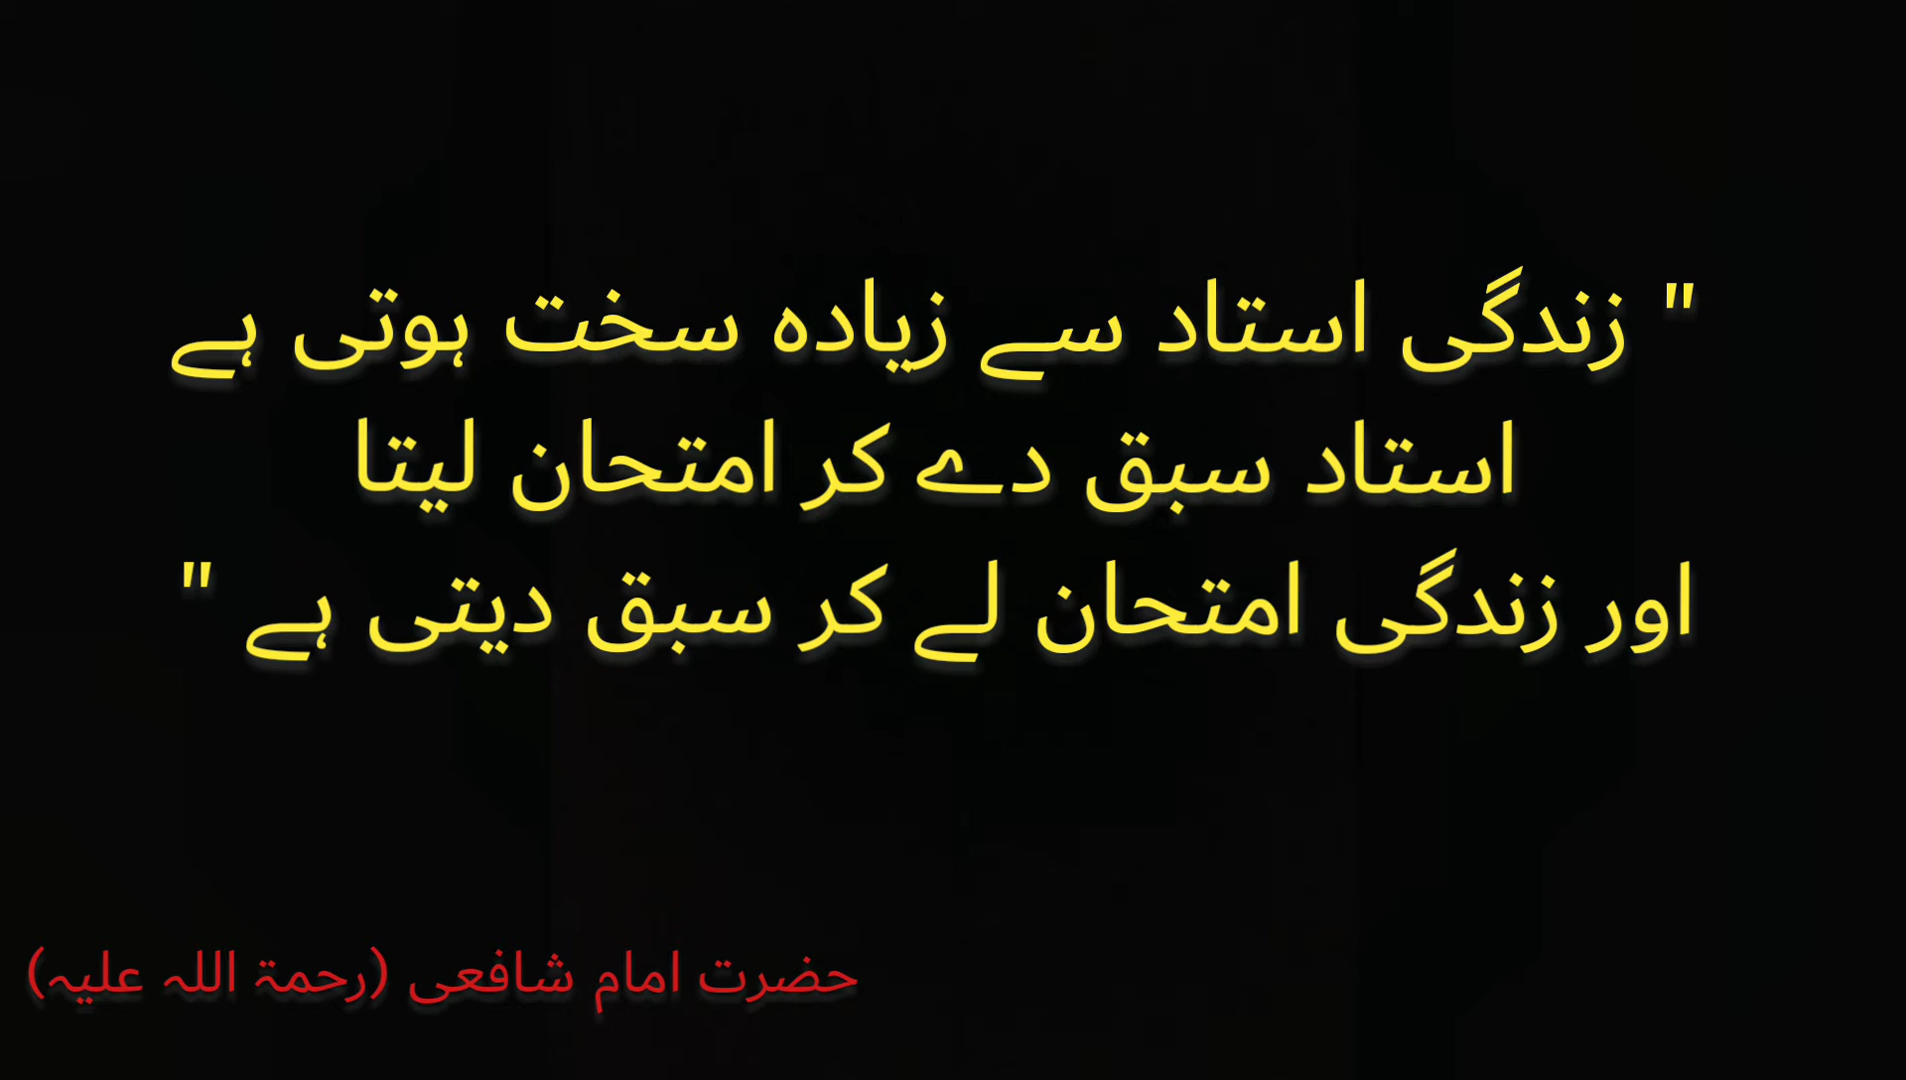 " زندگی استاد سے زیادہ سخت ہوتی ہے
استاد سبق دے کر امتحان لیتا
اور زندگی امتحان لے کر سبق دیتی ہے "
حضرت امام شافعی (رحمۃ اللہ علیہ)